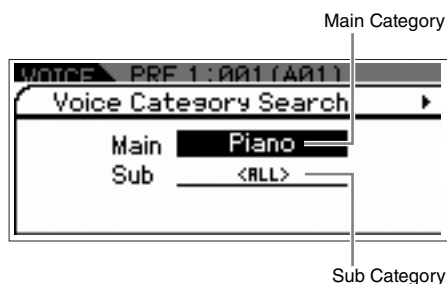 Main Category
VOICE PRE 1:001(A01)
Voice Category Search
Main Piano
Sub <ALL>
Sub Category